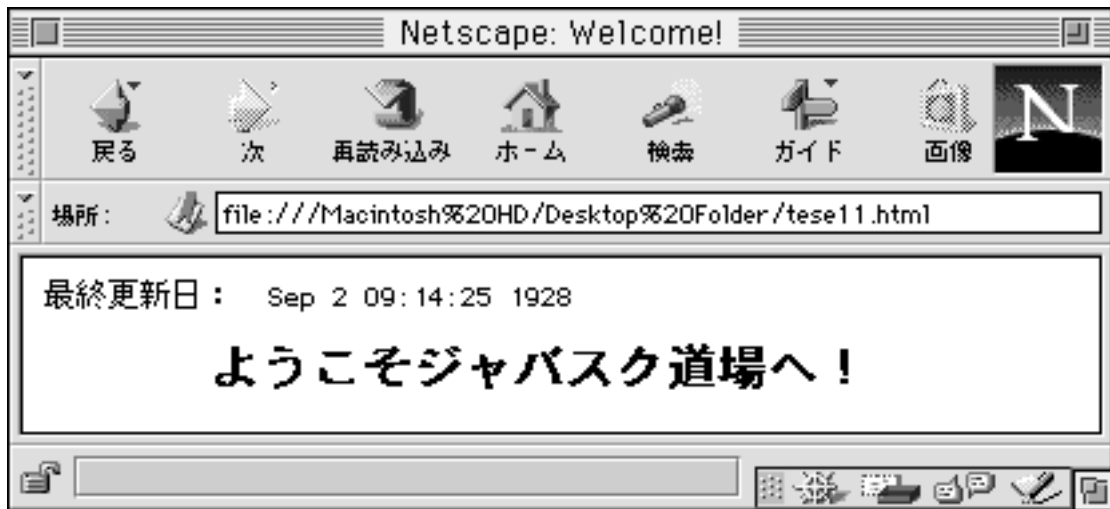 Netscape: Welcome!
戻る 次 再読み込み ホーム 検索 ガイド 画像 N
場所: file:///Macintosh%20HD/Desktop%20Folder/tese11.html
最終更新日: Sep 2 09:14:25 1928
ようこそジャバスク道場へ!